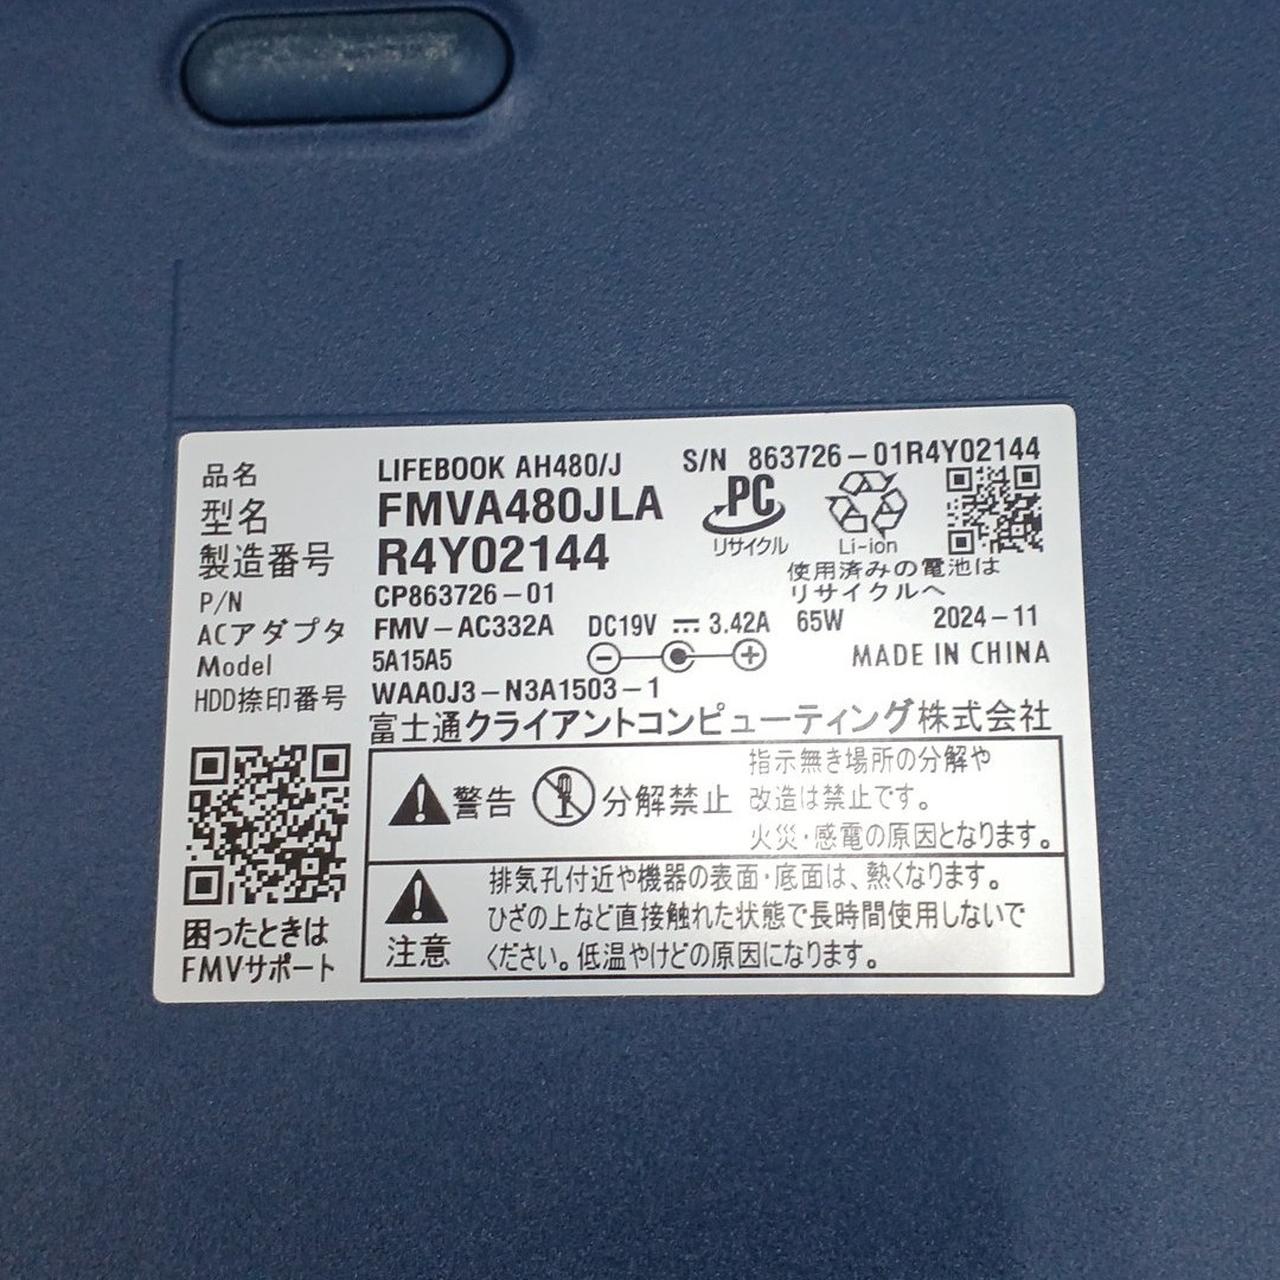 品名 LIFEBOOK AH480/J S/N 863726-01R4Y02144
型名 FMVA480JLA
製造番号 R4Y02144
PC
リサイクル
Li-ion
使用済みの電池は
リサイクルへ
P/N CP863726-01
ACアダプタ FMV-AC332A DC19V ⎓ 3.42A 65W 2024-11
Model 5A15A5 MADE IN CHINA
HDD捺印番号 WAA0J3-N3A1503-1
富士通クライアントコンピューティング株式会社
警告 分解禁止
指示無き場所の分解や
改造は禁止です。
火災・感電の原因となります。
注意
排気孔付近や機器の表面・底面は、熱くなります。
ひざの上など直接触れた状態で長時間使用しないで
ください。低温やけどの原因になります。
困ったときは
FMVサポート